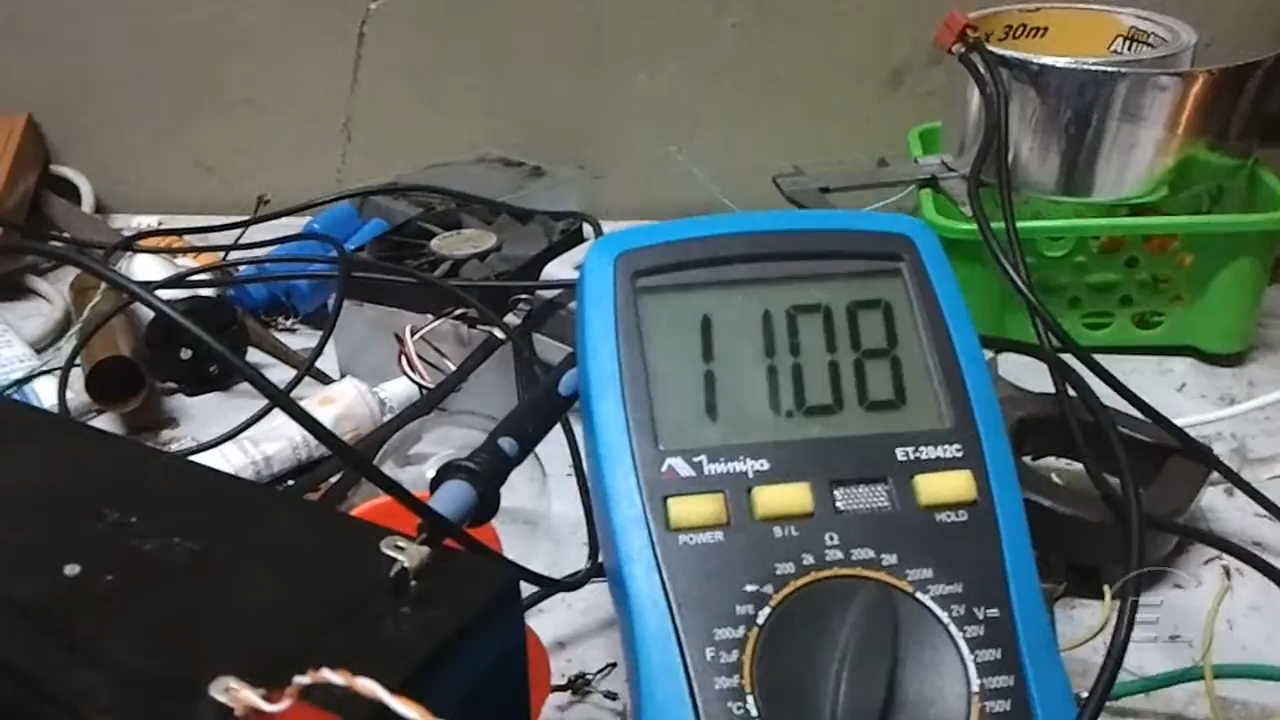 x 30m
ALUM
11.08
minipa
ET-2042C
POWER
B/L
HOLD
Ω
200
2k
20k
200k
2M
200M
hFE
200uF
F 2uF
20nF
°C
200mV
2V
V=
20V
200V
1000V
750V
E